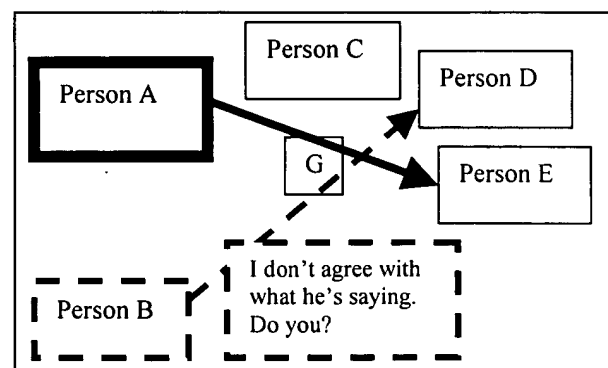 Person C
Person A
Person D
G
Person E
I don't agree with
what he's saying.
Do you?
Person B